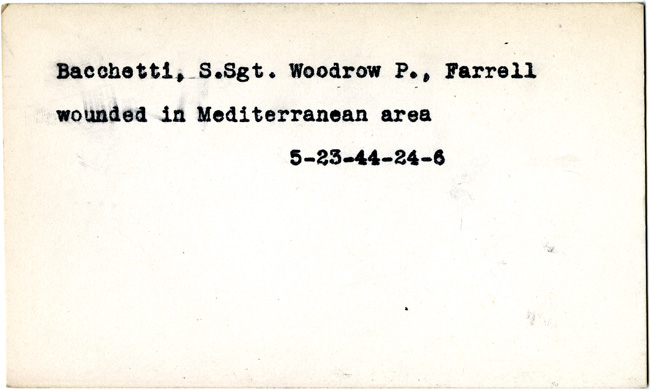 Bacchetti, S.Sgt. Woodrow P., Farrell
wounded in Mediterranean area
5-23-44-24-6